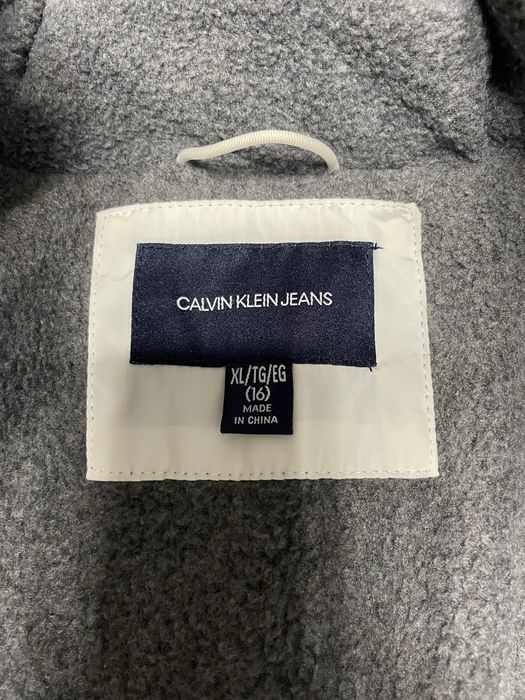 CALVIN KLEIN JEANS
XL/TG/EG
(16)
MADE
IN CHINA